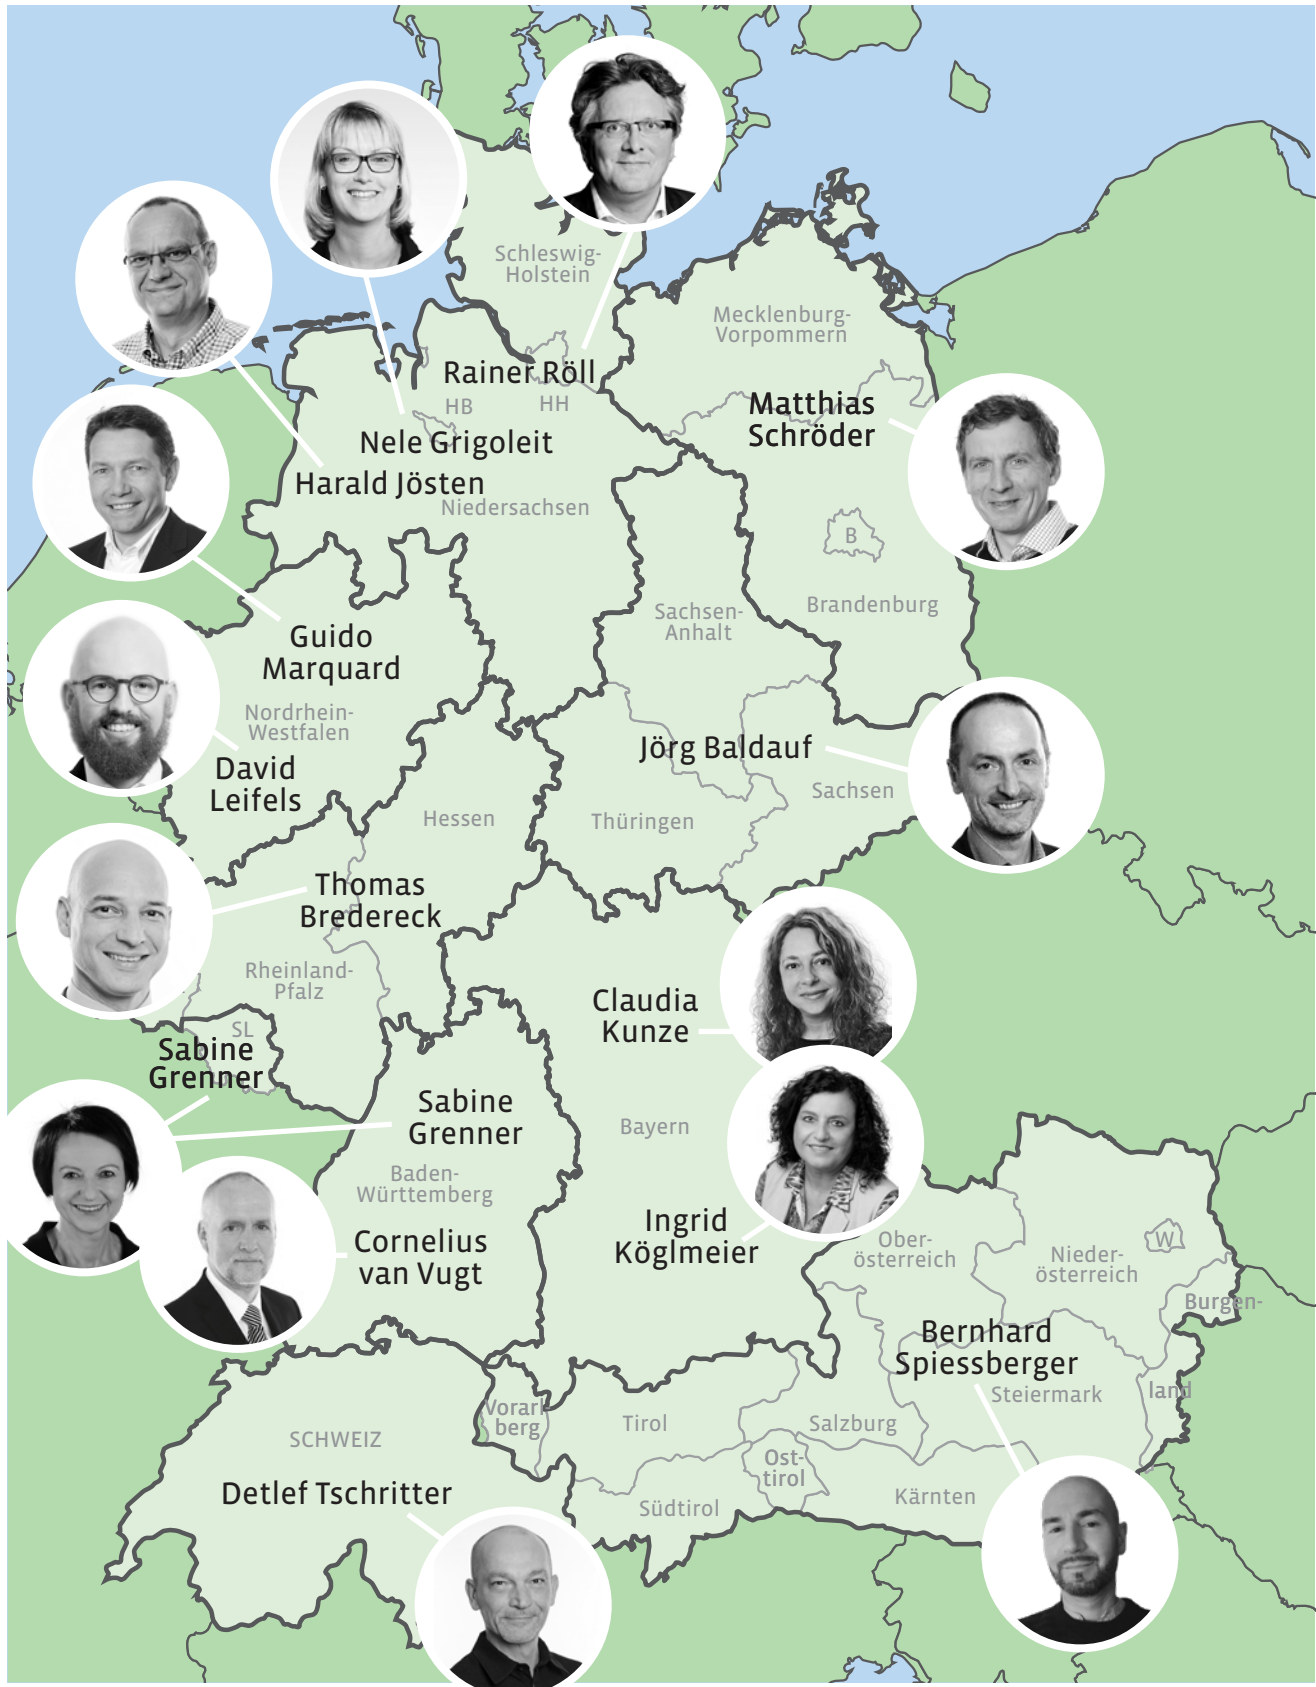 Schleswig-
Holstein
Mecklenburg-
Vorpommern
Rainer Röll
HB
HH
Matthias
Schröder
Nele Grigoleit
Harald Jösten
Niedersachsen
B
Brandenburg
Sachsen-
Anhalt
Guido
Marquard
Nordrhein-
Westfalen
David
Leifels
Jörg Baldauf
Sachsen
Hessen
Thüringen
Thomas
Bredereck
Rheinland-
Pfalz
Claudia
Kunze
SL
Sabine
Grenner
Sabine
Grenner
Bayern
Baden-
Württemberg
Cornelius
van Vugt
Ingrid
Köglmeier
Ober-
österreich
Nieder-
österreich
W
Burgen-
land
Bernhard
Spiessberger
Steiermark
Vorarl-
berg
Tirol
Salzburg
SCHWEIZ
Ost-
tirol
Detlef Tschritter
Südtirol
Kärnten